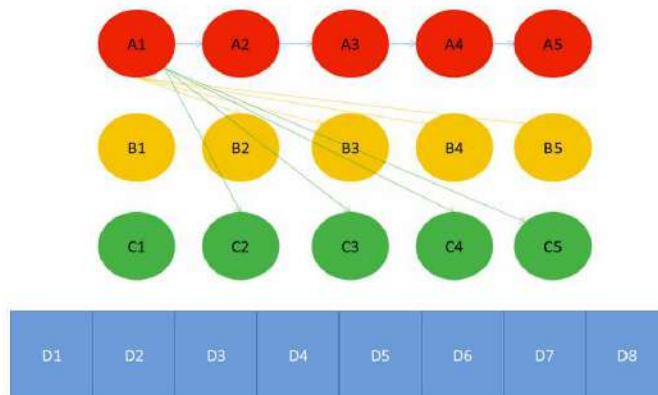 A1 A2 A3 A4 A5
B1 B2 B3 B4 B5
C1 C2 C3 C4 C5
D1 D2 D3 D4 D5 D6 D7 D8